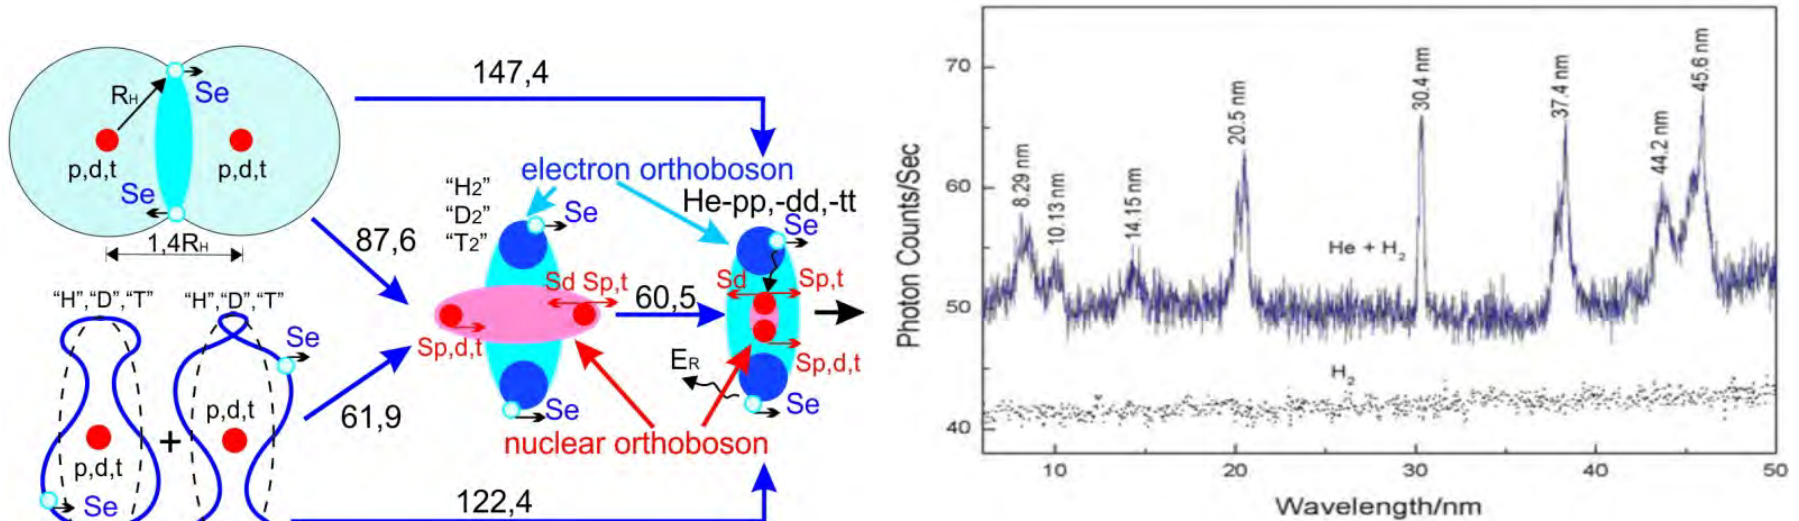 147,4
RH
Se
p,d,t
p,d,t
Se
1,4RH
87,6
"H2"
"D2"
"T2"
electron orthoboson
Se
He-pp,-dd,-tt
Se
Sd Sp,t
Sp,d,t
60,5
Sd
Sp,t
Sp,d,t
ER
Se
Se
nuclear orthoboson
"H","D","T"
"H","D","T"
Se
p,d,t
p,d,t
+
Se
61,9
122,4
Photon Counts/Sec
70
60
50
40
8.29 nm
10.13 nm
14.15 nm
20.5 nm
30.4 nm
37.4 nm
44.2 nm
45.6 nm
He + H2
H2
10
20
30
40
50
Wavelength/nm